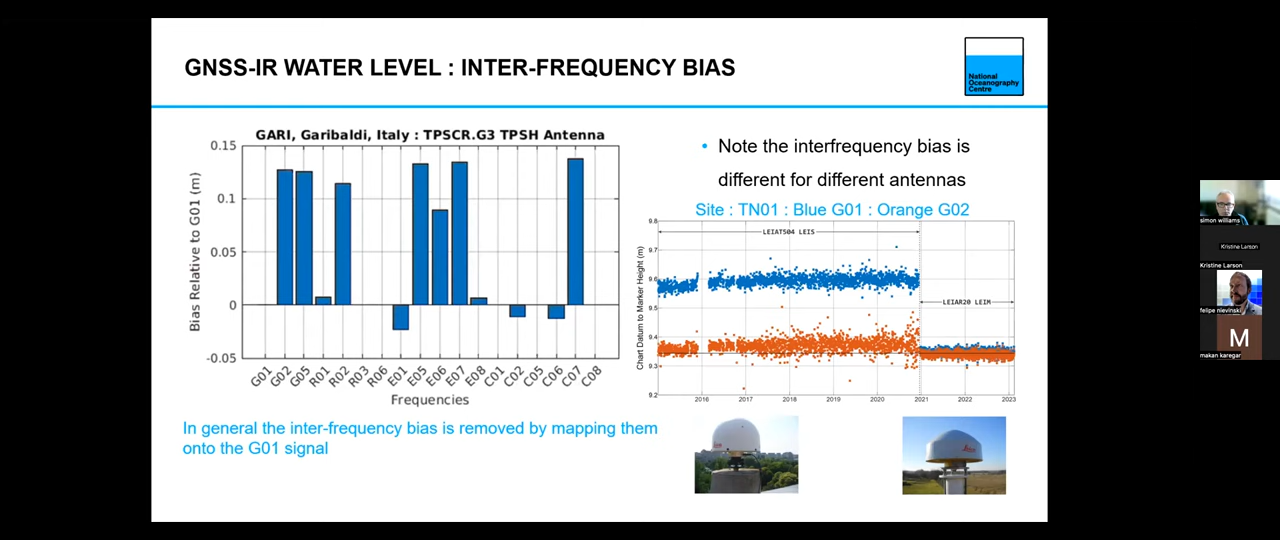 GNSS-IR WATER LEVEL : INTER-FREQUENCY BIAS
National
Oceanography
Centre
GARI, Garibaldi, Italy : TPSCR.G3 TPSH Antenna
Bias Relative to G01 (m)
0.15
0.1
0.05
0
-0.05
G01 G02 G05 R01 R02 R03 R06 E01 E05 E06 E07 E08 C01 C02 C05 C06 C07 C08
Frequencies
In general the inter-frequency bias is removed by mapping them
onto the G01 signal
• Note the interfrequency bias is
different for different antennas
Site : TN01 : Blue G01 : Orange G02
Chart Datum to Marker Height (m)
9.8
9.7
9.6
9.5
9.4
9.3
9.2
LEIAT504 LEIS
LEIAR20 LEIM
2016 2017 2018 2019 2020 2021 2022 2023
simon williams
Kristine Larson
Kristine Larson
felipe nievinski
M
makan karegar